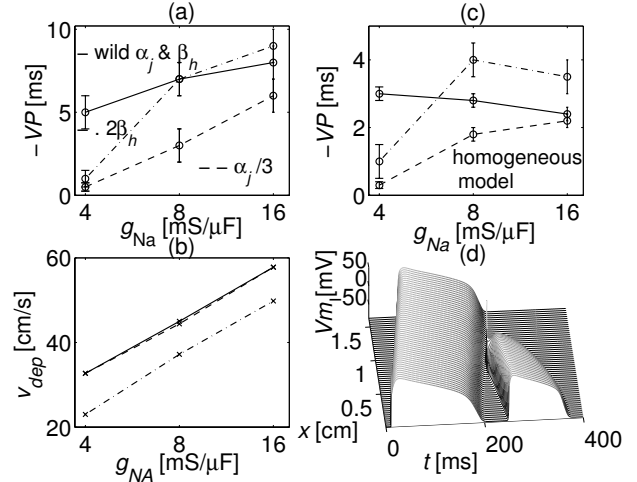 (a)
(c)
−VP [ms]
10
5
0
− wild α_j & β_h
−. 2β_h
−− α_j/3
4
8
16
g_Na [mS/μF]
−VP [ms]
6
4
2
0
homogeneous
model
4
8
16
g_Na [mS/μF]
(b)
(d)
v_dep [cm/s]
60
40
20
4
8
16
g_NA [mS/μF]
Vm [mV]
50
0
−50
1.5
1
0.5
x [cm]
0
200
400
t [ms]